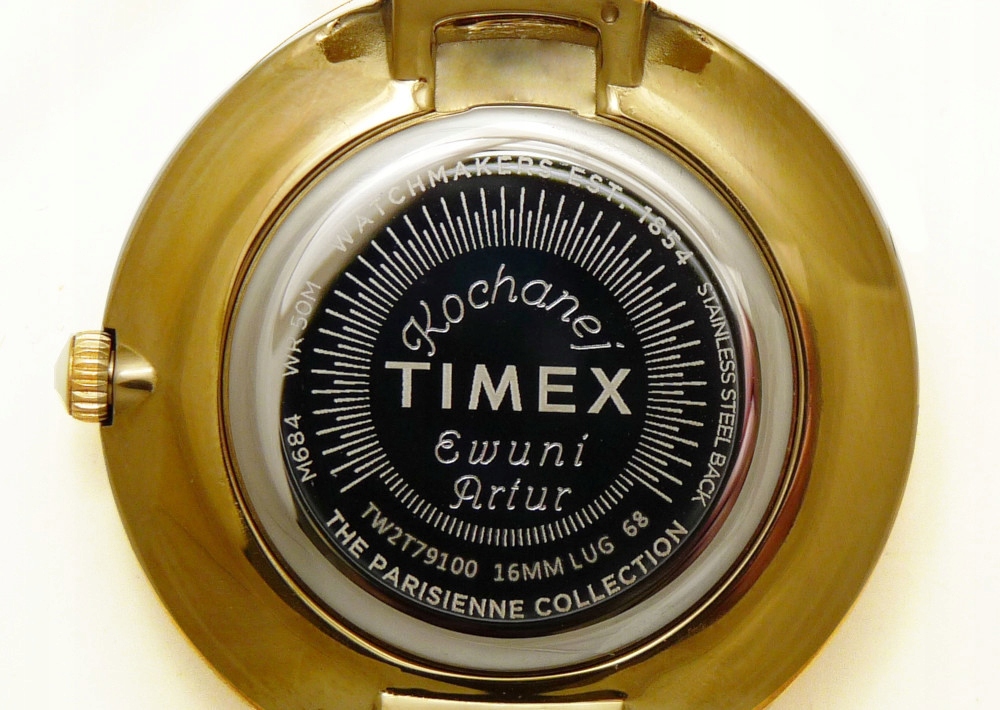 WATCHMAKERS EST. 1854
STAINLESS STEEL BACK
WR 50M
M684
Kochanej
TIMEX
Ewuni
Artur
TW2T79100 16MM LUG 68
THE PARISIENNE COLLECTION